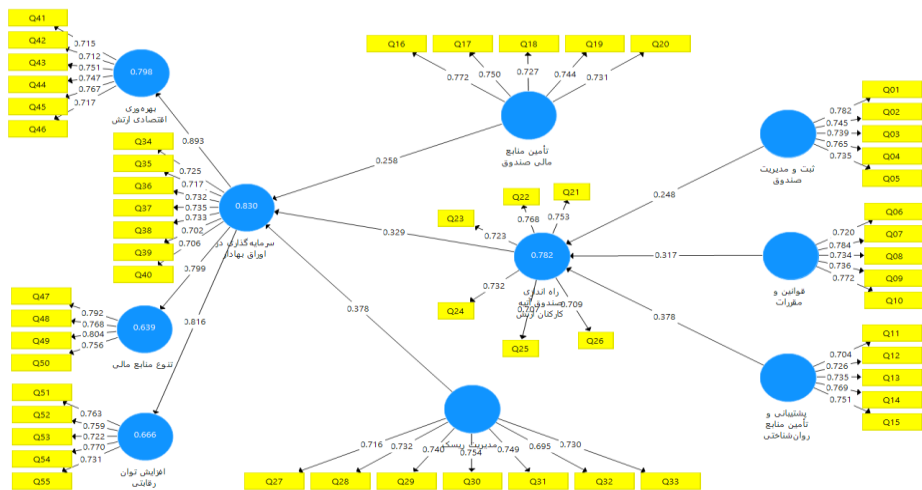 Q41
Q42
Q43
Q44
Q45
Q46
0.715
0.712
0.751
0.747
0.767
0.717
0.798
بهره‌وری
اقتصادی ارتش
0.893
Q34
Q35
Q36
Q37
Q38
Q39
Q40
0.725
0.717
0.732
0.735
0.733
0.702
0.706
0.830
سرمایه‌گذاری در
اوراق بهادار
0.799
0.816
Q47
Q48
Q49
Q50
0.792
0.768
0.804
0.756
0.639
تنوع منابع مالی
Q51
Q52
Q53
Q54
Q55
0.763
0.759
0.722
0.770
0.731
0.666
افزایش توان
رقابتی
Q16
Q17
Q18
Q19
Q20
0.772
0.750
0.727
0.744
0.731
تأمین منابع
مالی صندوق
0.258
0.329
0.378
Q21
Q22
Q23
Q24
Q25
Q26
0.753
0.768
0.723
0.732
0.707
0.709
0.782
راه اندازی
صندوق آتیه
کارکنان ارتش
مدیریت ریسک
0.716
0.732
0.740
0.754
0.749
0.695
0.730
Q27
Q28
Q29
Q30
Q31
Q32
Q33
0.248
0.317
0.378
ثبت و مدیریت
صندوق
0.782
0.745
0.739
0.765
0.735
Q01
Q02
Q03
Q04
Q05
قوانین و
مقررات
0.720
0.784
0.734
0.736
0.772
Q06
Q07
Q08
Q09
Q10
پشتیبانی و
تأمین منابع
روان‌شناختی
0.704
0.726
0.735
0.769
0.751
Q11
Q12
Q13
Q14
Q15